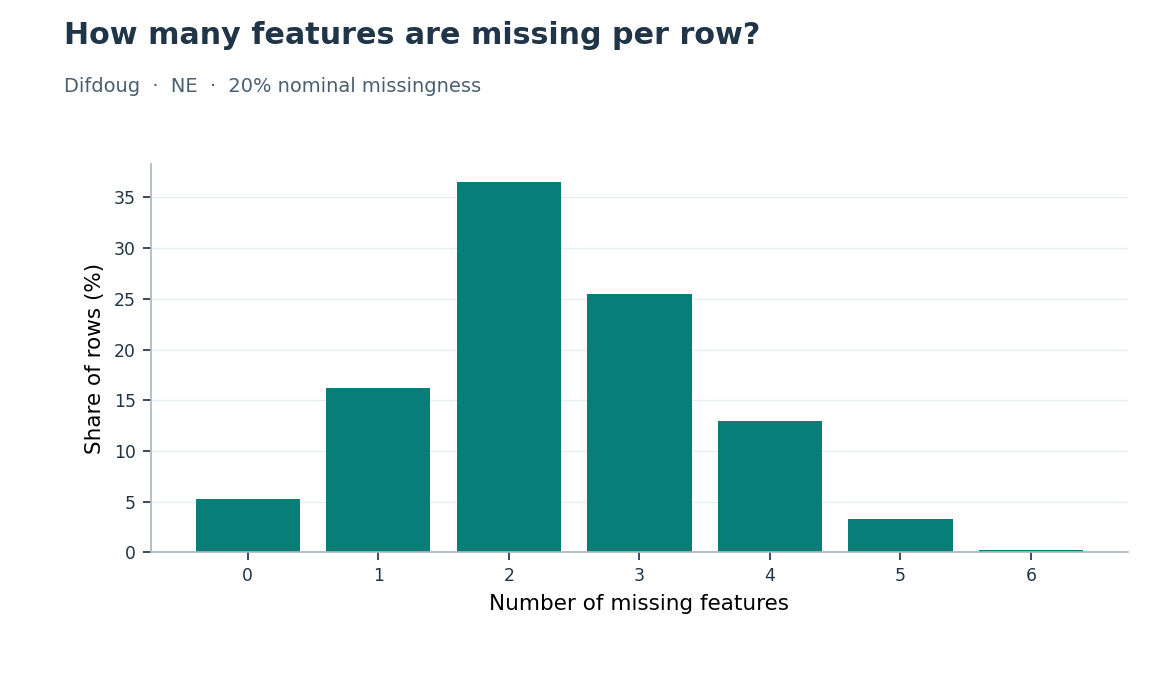 How many features are missing per row?
Difdoug · NE · 20% nominal missingness
Share of rows (%)
35
30
25
20
15
10
5
0
0 1 2 3 4 5 6
Number of missing features